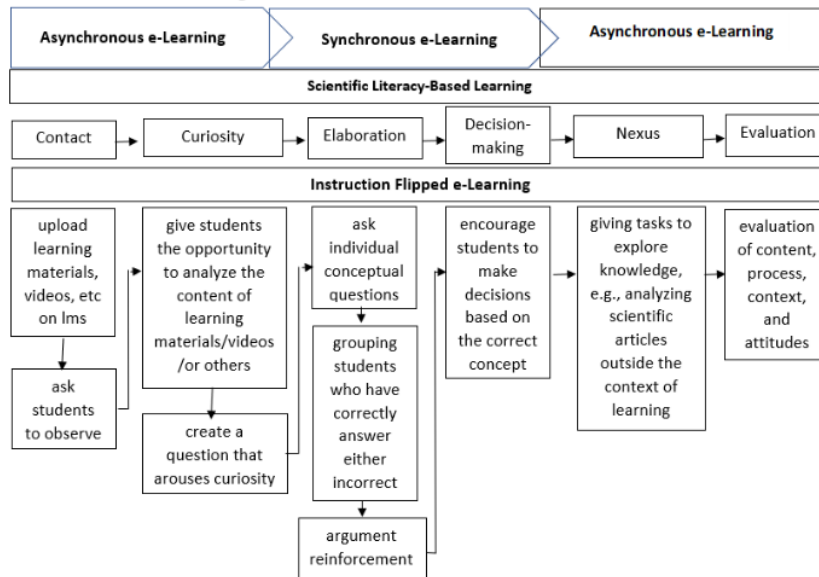 Asynchronous e-Learning
Synchronous e-Learning
Asynchronous e-Learning
Scientific Literacy-Based Learning
Contact
Curiosity
Elaboration
Decision-
making
Nexus
Evaluation
Instruction Flipped e-Learning
upload
learning
materials,
videos, etc
on lms
ask
students
to observe
give students
the opportunity
to analyze the
content of
learning
materials/videos
/or others
create a
question that
arouses curiosity
ask
individual
conceptual
questions
grouping
students
who have
correctly
answer
either
incorrect
argument
reinforcement
encourage
students to
make
decisions
based on
the correct
concept
giving tasks to
explore
knowledge,
e.g., analyzing
scientific
articles
outside the
context of
learning
evaluation
of content,
process,
context,
and
attitudes